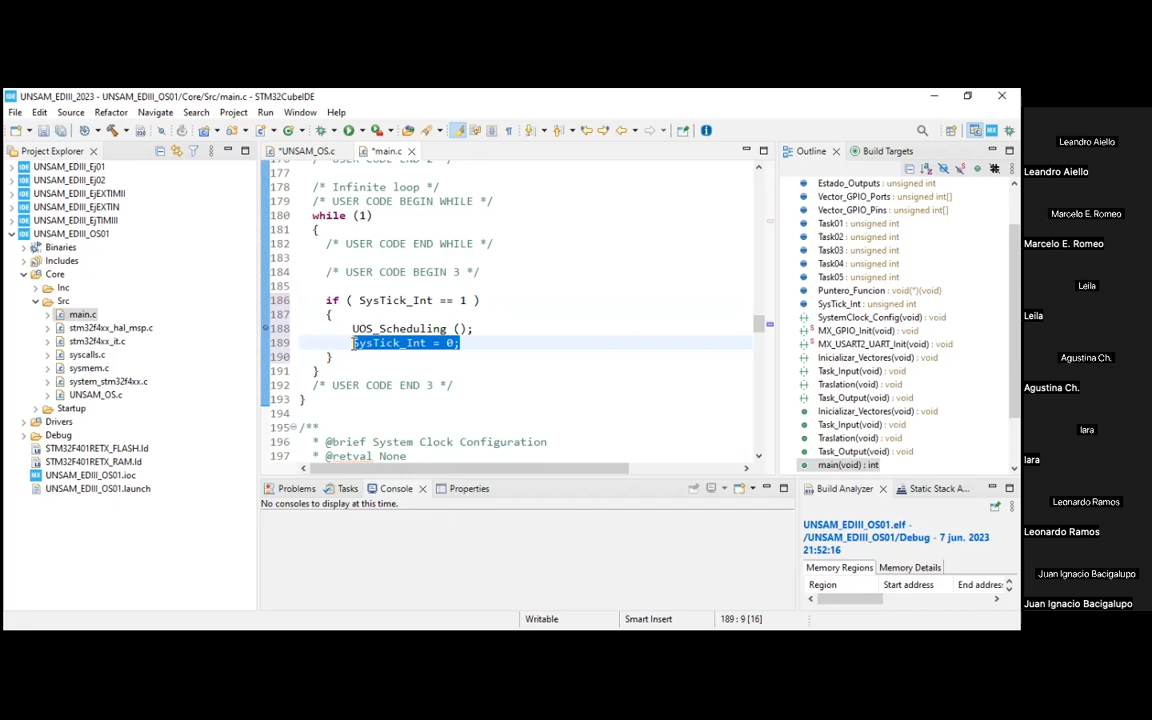 UNSAM_EDIII_2023 - UNSAM_EDIII_OS01/Core/Src/main.c - STM32CubeIDE
File Edit Source Refactor Navigate Search Project Run Window Help
Project Explorer
UNSAM_EDIII_Ej01
UNSAM_EDIII_Ej02
UNSAM_EDIII_EjEXTIMII
UNSAM_EDIII_EjEXTIN
UNSAM_EDIII_EjTIMIII
UNSAM_EDIII_OS01
Binaries
Includes
Core
Inc
Src
main.c
stm32f4xx_hal_msp.c
stm32f4xx_it.c
syscalls.c
sysmem.c
system_stm32f4xx.c
UNSAM_OS.c
Startup
Drivers
Debug
STM32F401RETX_FLASH.ld
STM32F401RETX_RAM.ld
UNSAM_EDIII_OS01.ioc
UNSAM_EDIII_OS01.launch
*UNSAM_OS.c
*main.c
176 /* USER CODE END 2 */
177
178 /* Infinite loop */
179 /* USER CODE BEGIN WHILE */
180 while (1)
181 {
182 /* USER CODE END WHILE */
183
184 /* USER CODE BEGIN 3 */
186 if ( SysTick_Int == 1 )
187 {
188 UOS_Scheduling ();
189 SysTick_Int = 0;
190 }
191 }
192 /* USER CODE END 3 */
193 }
194
195 /**
196 * @brief System Clock Configuration
197 * @retval None
Problems Tasks Console Properties
No consoles to display at this time.
Outline Build Targets
Estado_Outputs : unsigned int
Vector_GPIO_Ports : unsigned int[]
Vector_GPIO_Pins : unsigned int[]
Task01 : unsigned int
Task02 : unsigned int
Task03 : unsigned int
Task04 : unsigned int
Task05 : unsigned int
Puntero_Funcion : void(*)(void)
SysTick_Int : unsigned int
SystemClock_Config(void) : void
MX_GPIO_Init(void) : void
MX_USART2_UART_Init(void) : void
Inicializar_Vectores(void) : void
Task_Input(void) : void
Traslation(void) : void
Task_Output(void) : void
Inicializar_Vectores(void) : void
Task_Input(void) : void
Traslation(void) : void
Task_Output(void) : void
main(void) : int
Build Analyzer Static Stack A...
UNSAM_EDIII_OS01.elf -
/UNSAM_EDIII_OS01/Debug - 7 jun. 2023
21:52:16
Memory Regions Memory Details
Region Start address End addres
Writable Smart Insert 189 : 9 [16]
Leandro Aiello
Leandro Aiello
Marcelo E. Romeo
Marcelo E. Romeo
Leila
Leila
Agustina Ch.
Agustina Ch.
Iara
Iara
Leonardo Ramos
Leonardo Ramos
Juan Ignacio Bacigalupo
Juan Ignacio Bacigalupo